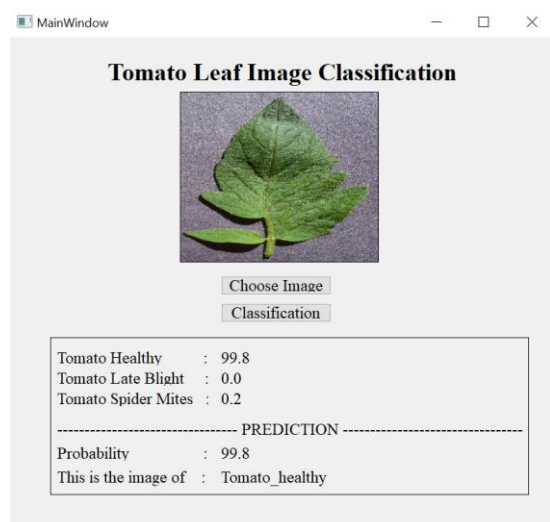 MainWindow
Tomato Leaf Image Classification
Choose Image
Classification
Tomato Healthy : 99.8
Tomato Late Blight : 0.0
Tomato Spider Mites : 0.2
---------------------------------- PREDICTION ----------------------------------
Probability : 99.8
This is the image of : Tomato_healthy